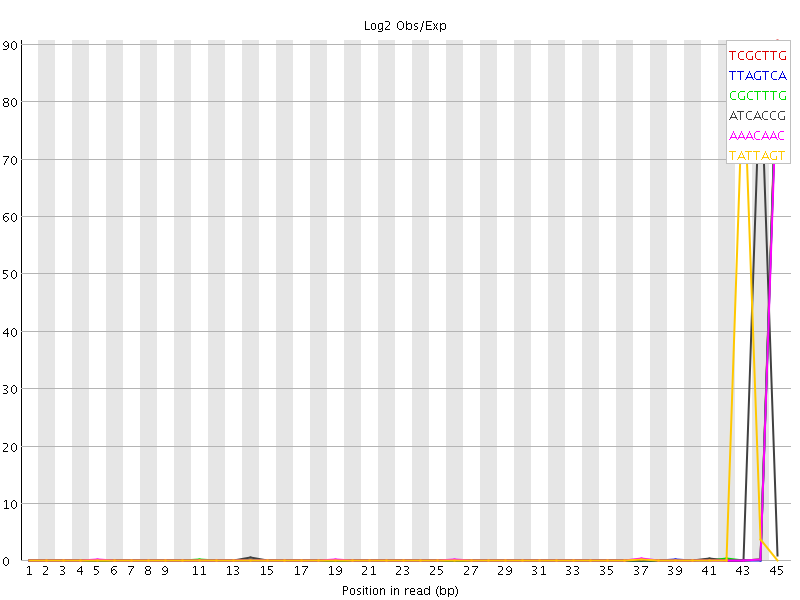 Log2 Obs/Exp
90
80
70
60
50
40
30
20
10
0
TCGCTTG
TTAGTCA
CGCTTTG
ATCACCG
AAACAAC
TATTAGT
1 2 3 4 5 6 7 8 9 11 13 15 17 19 21 23 25 27 29 31 33 35 37 39 41 43 45
Position in read (bp)